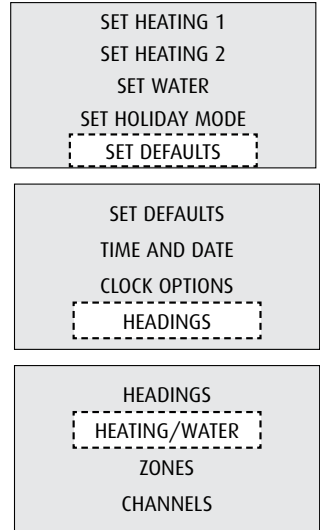 SET HEATING 1
SET HEATING 2
SET WATER
SET HOLIDAY MODE
SET DEFAULTS
SET DEFAULTS
TIME AND DATE
CLOCK OPTIONS
HEADINGS
HEADINGS
HEATING/WATER
ZONES
CHANNELS